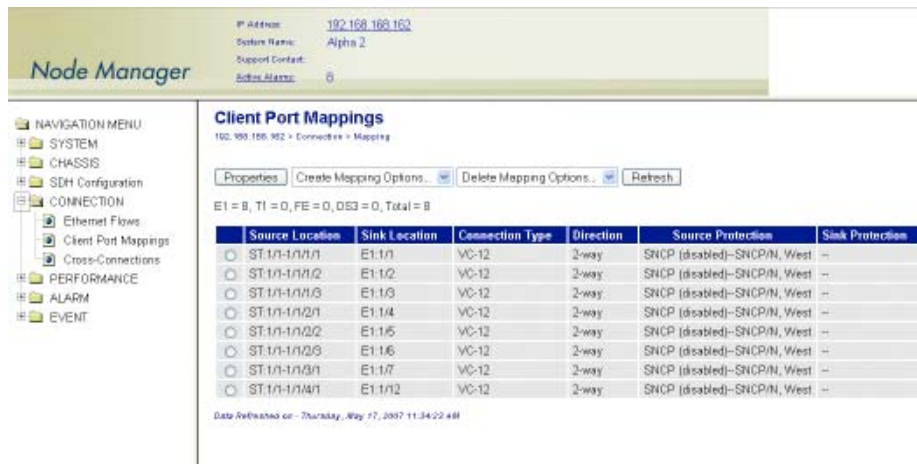 IP Address: 192.168.168.162
System Name: Alpha 2
Support Contact:
Active Alarms: 6
Node Manager
NAVIGATION MENU
SYSTEM
CHASSIS
SDH Configuration
CONNECTION
Ethernet Flows
Client Port Mappings
Cross-Connections
PERFORMANCE
ALARM
EVENT
Client Port Mappings
192.168.168.162 > Connection > Mapping
Properties Create Mapping Options... Delete Mapping Options... Refresh
E1 = 8, T1 = 0, FE = 0, DS3 = 0, Total = 8
Source Location Sink Location Connection Type Direction Source Protection Sink Protection
ST:1/1-1/1/1/1 E1:1/1 VC-12 2-way SNCP (disabled)--SNCP/N, West --
ST:1/1-1/1/1/2 E1:1/2 VC-12 2-way SNCP (disabled)--SNCP/N, West --
ST:1/1-1/1/1/3 E1:1/3 VC-12 2-way SNCP (disabled)--SNCP/N, West --
ST:1/1-1/1/2/1 E1:1/4 VC-12 2-way SNCP (disabled)--SNCP/N, West --
ST:1/1-1/1/2/2 E1:1/5 VC-12 2-way SNCP (disabled)--SNCP/N, West --
ST:1/1-1/1/2/3 E1:1/6 VC-12 2-way SNCP (disabled)--SNCP/N, West --
ST:1/1-1/1/3/1 E1:1/7 VC-12 2-way SNCP (disabled)--SNCP/N, West --
ST:1/1-1/1/4/1 E1:1/12 VC-12 2-way SNCP (disabled)--SNCP/N, West --
Data Refreshed on - Thursday, May 17, 2007 11:34:23 AM